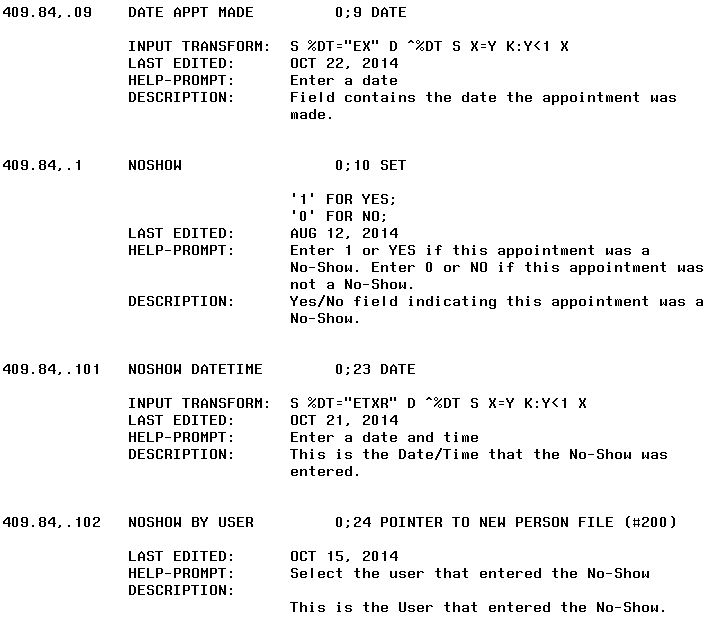 409.84,.09 DATE APPT MADE 0;9 DATE
INPUT TRANSFORM: S %DT="EX" D ^%DT S X=Y K:Y<1 X
LAST EDITED: OCT 22, 2014
HELP-PROMPT: Enter a date
DESCRIPTION: Field contains the date the appointment was
made.
409.84,.1 NOSHOW 0;10 SET
'1' FOR YES;
'0' FOR NO;
LAST EDITED: AUG 12, 2014
HELP-PROMPT: Enter 1 or YES if this appointment was a
No-Show. Enter 0 or NO if this appointment was
not a No-Show.
DESCRIPTION: Yes/No field indicating this appointment was a
No-Show.
409.84,.101 NOSHOW DATETIME 0;23 DATE
INPUT TRANSFORM: S %DT="ETXR" D ^%DT S X=Y K:Y<1 X
LAST EDITED: OCT 21, 2014
HELP-PROMPT: Enter a date and time
DESCRIPTION: This is the Date/Time that the No-Show was
entered.
409.84,.102 NOSHOW BY USER 0;24 POINTER TO NEW PERSON FILE (#200)
LAST EDITED: OCT 15, 2014
HELP-PROMPT: Select the user that entered the No-Show
DESCRIPTION:
This is the User that entered the No-Show.